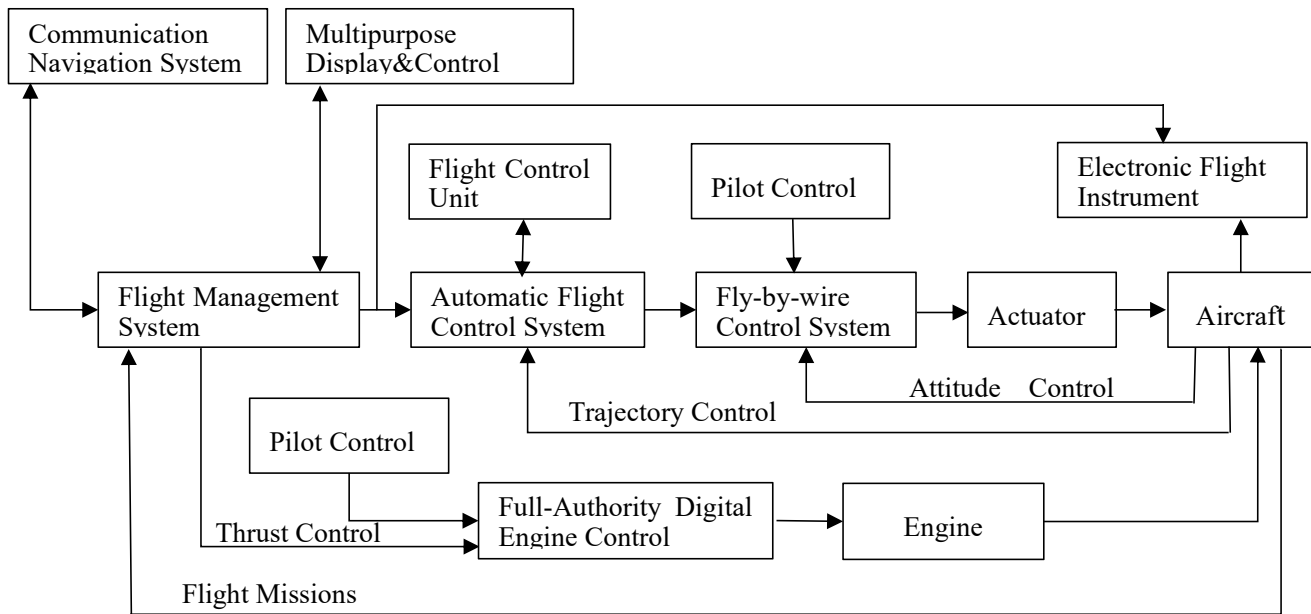 Communication
Navigation System
Multipurpose
Display&Control
Flight Control
Unit
Pilot Control
Electronic Flight
Instrument
Flight Management
System
Automatic Flight
Control System
Fly-by-wire
Control System
Actuator
Aircraft
Attitude Control
Trajectory Control
Pilot Control
Full-Authority Digital
Engine Control
Engine
Thrust Control
Flight Missions